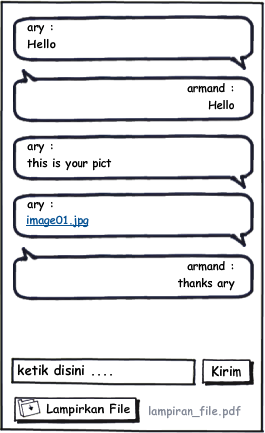 ary :
Hello
armand :
Hello
ary :
this is your pict
ary :
image01.jpg
armand :
thanks ary
ketik disini ....
Kirim
Lampirkan File
lampiran_file.pdf